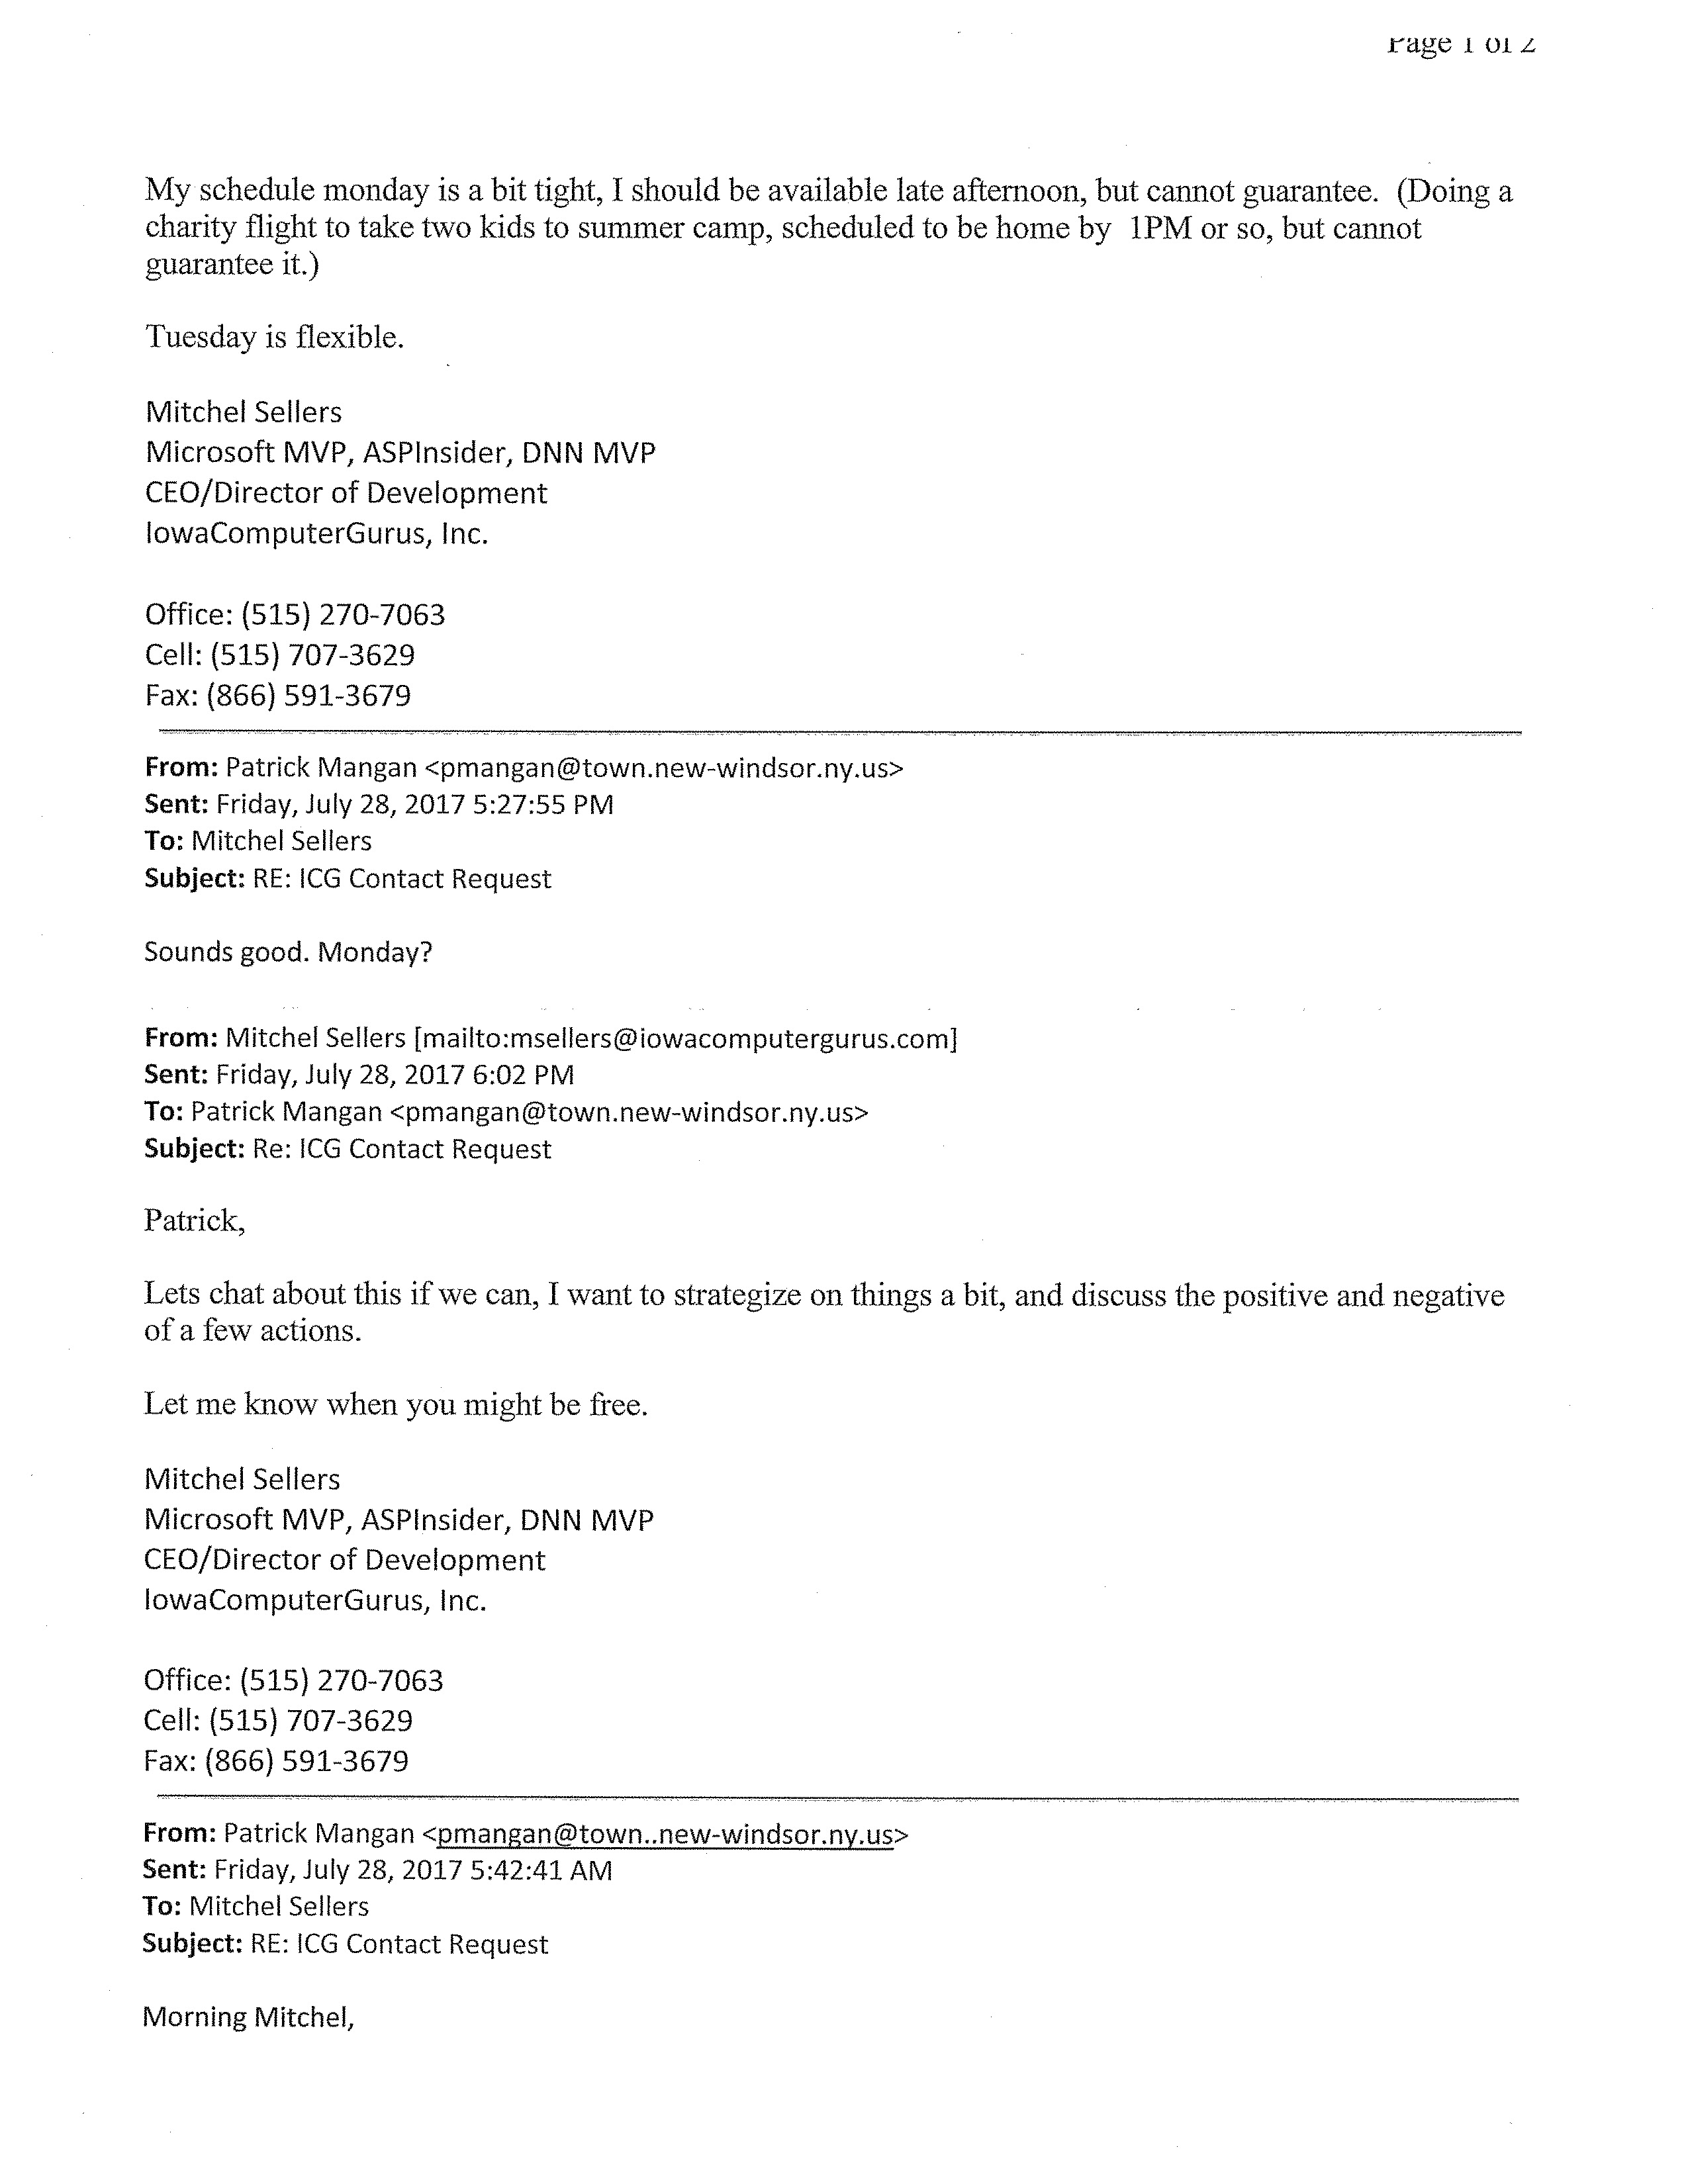 Page 1 of 2
My schedule monday is a bit tight, I should be available late afternoon, but cannot guarantee.  (Doing a
charity flight to take two kids to summer camp, scheduled to be home by  1PM or so, but cannot
guarantee it.)
Tuesday is flexible.
Mitchel Sellers
Microsoft MVP, ASPInsider, DNN MVP
CEO/Director of Development
IowaComputerGurus, Inc.
Office: (515) 270-7063
Cell: (515) 707-3629
Fax: (866) 591-3679
From: Patrick Mangan <pmangan@town.new-windsor.ny.us>
Sent: Friday, July 28, 2017 5:27:55 PM
To: Mitchel Sellers
Subject: RE: ICG Contact Request
Sounds good. Monday?
From: Mitchel Sellers [mailto:msellers@iowacomputergurus.com]
Sent: Friday, July 28, 2017 6:02 PM
To: Patrick Mangan <pmangan@town.new-windsor.ny.us>
Subject: Re: ICG Contact Request
Patrick,
Lets chat about this if we can, I want to strategize on things a bit, and discuss the positive and negative
of a few actions.
Let me know when you might be free.
Mitchel Sellers
Microsoft MVP, ASPInsider, DNN MVP
CEO/Director of Development
IowaComputerGurus, Inc.
Office: (515) 270-7063
Cell: (515) 707-3629
Fax: (866) 591-3679
From: Patrick Mangan <pmangan@town..new-windsor.ny.us>
Sent: Friday, July 28, 2017 5:42:41 AM
To: Mitchel Sellers
Subject: RE: ICG Contact Request
Morning Mitchel,